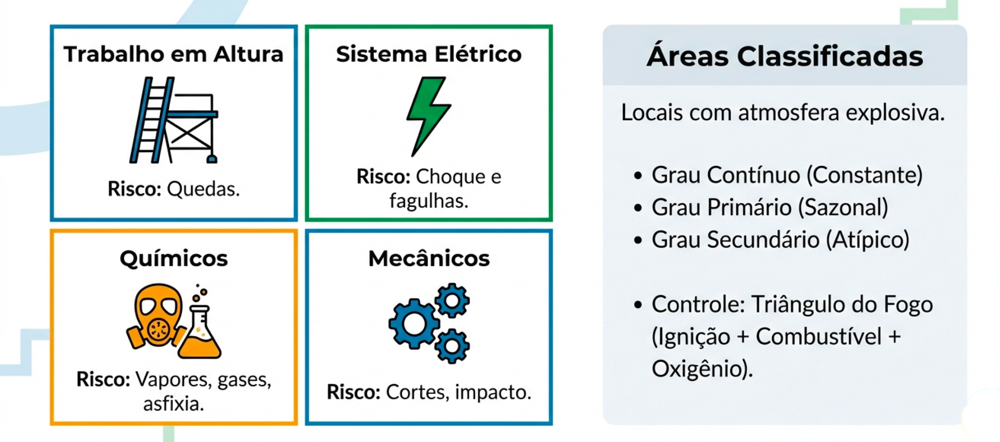 Trabalho em Altura
Risco: Quedas.
Sistema Elétrico
Risco: Choque e
fagulhas.
Químicos
Risco: Vapores, gases,
asfixia.
Mecânicos
Risco: Cortes, impacto.
Áreas Classificadas
Locais com atmosfera explosiva.
• Grau Contínuo (Constante)
• Grau Primário (Sazonal)
• Grau Secundário (Atípico)
• Controle: Triângulo do Fogo
(Ignição + Combustível +
Oxigênio).